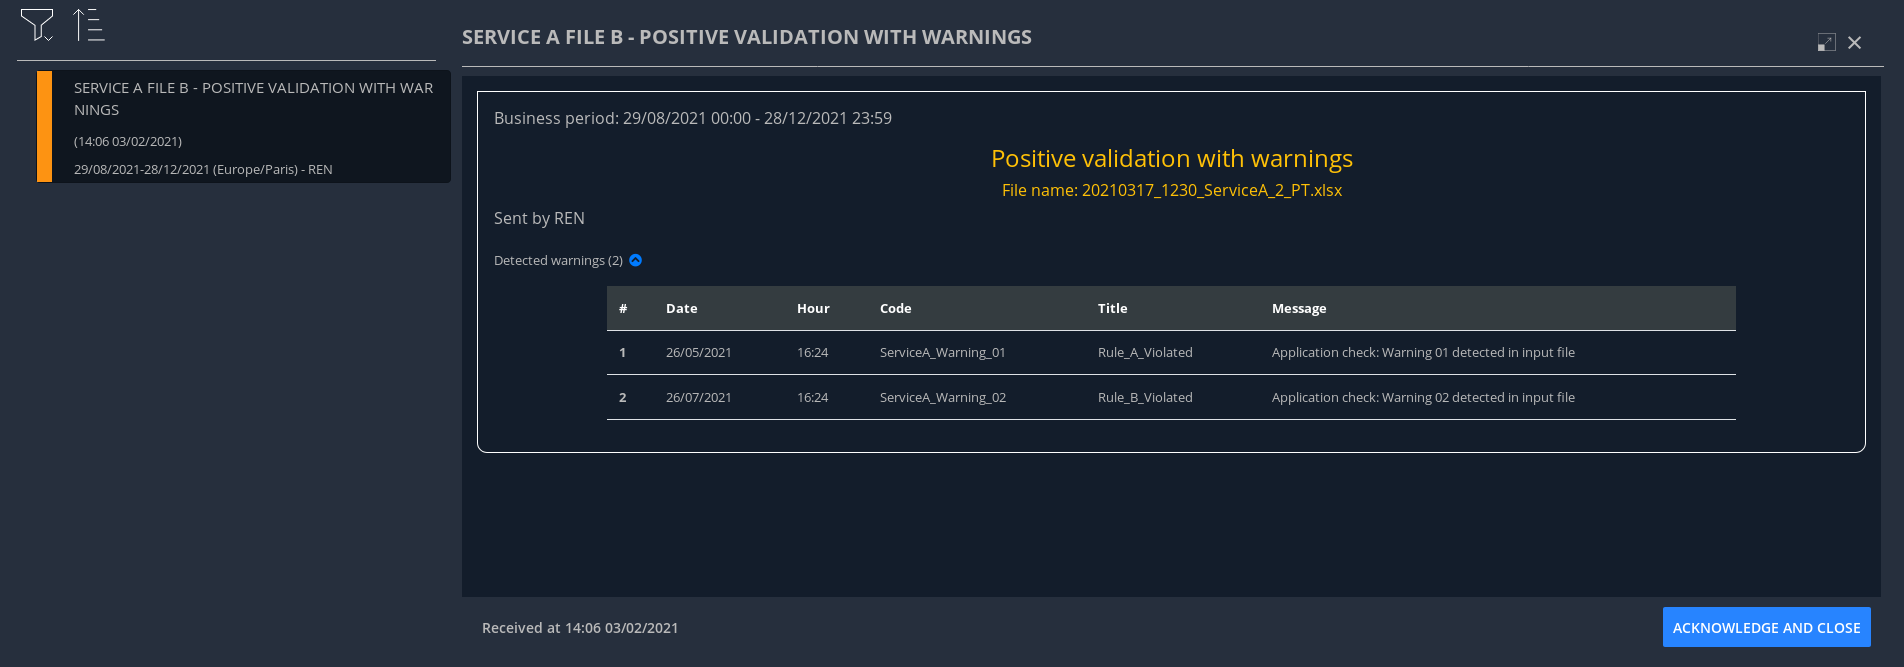 SERVICE A FILE B - POSITIVE VALIDATION WITH WAR
NINGS
(14:06 03/02/2021)
29/08/2021-28/12/2021 (Europe/Paris) - REN
SERVICE A FILE B - POSITIVE VALIDATION WITH WARNINGS
Business period: 29/08/2021 00:00 - 28/12/2021 23:59
Positive validation with warnings
File name: 20210317_1230_ServiceA_2_PT.xlsx
Sent by REN
Detected warnings (2)
# Date Hour Code Title Message
1 26/05/2021 16:24 ServiceA_Warning_01 Rule_A_Violated Application check: Warning 01 detected in input file
2 26/07/2021 16:24 ServiceA_Warning_02 Rule_B_Violated Application check: Warning 02 detected in input file
Received at 14:06 03/02/2021
ACKNOWLEDGE AND CLOSE